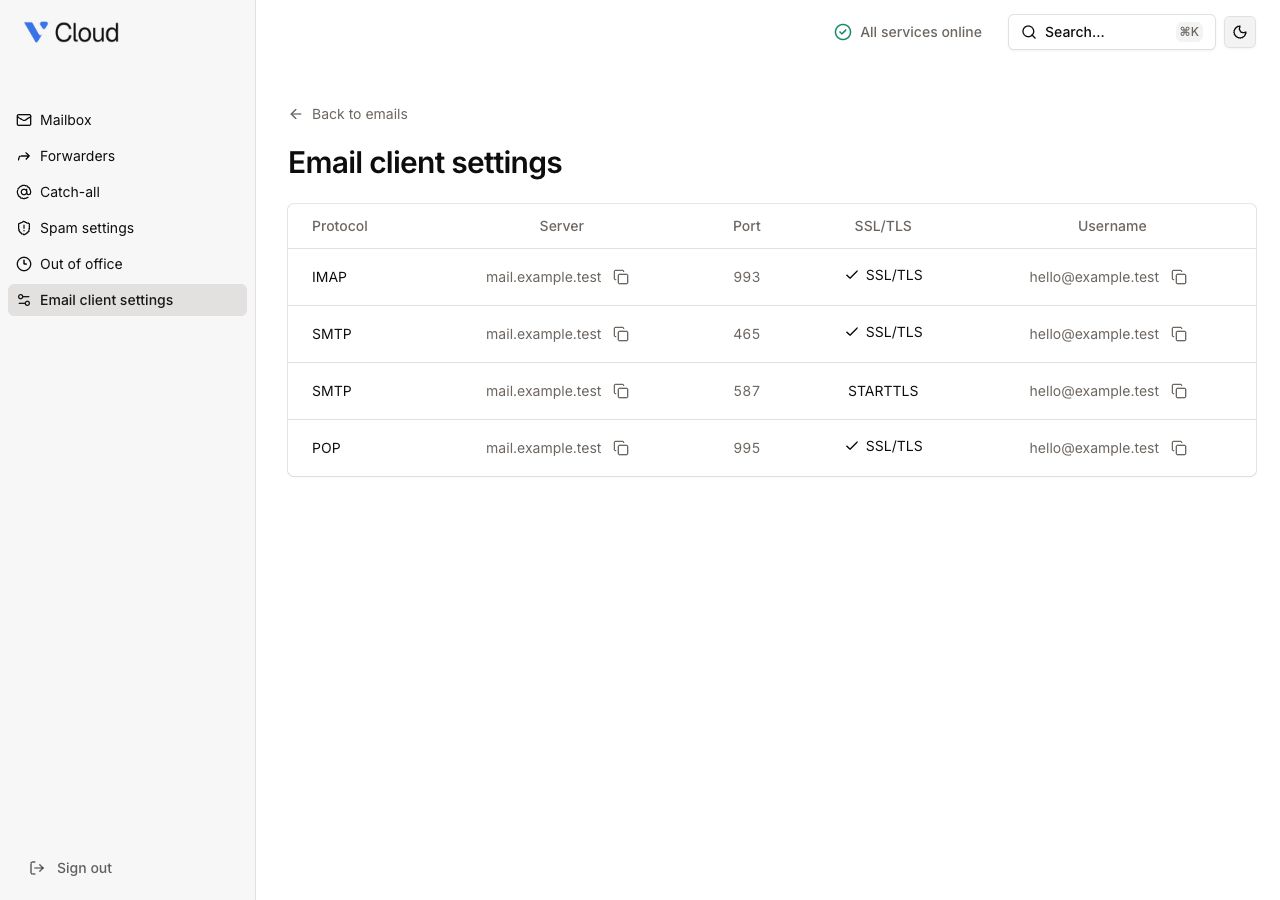 Cloud
All services online
Search...
⌘K
Mailbox
Forwarders
Catch-all
Spam settings
Out of office
Email client settings
Sign out
Back to emails
Email client settings
Protocol Server Port SSL/TLS Username
IMAP mail.example.test 993 SSL/TLS hello@example.test
SMTP mail.example.test 465 SSL/TLS hello@example.test
SMTP mail.example.test 587 STARTTLS hello@example.test
POP mail.example.test 995 SSL/TLS hello@example.test